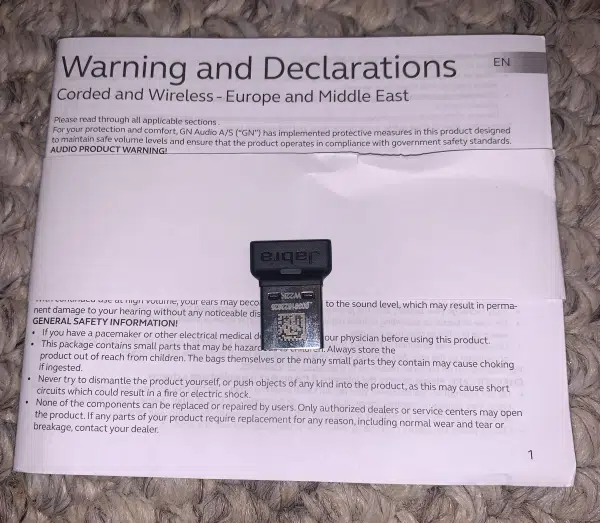 Warning and Declarations
EN
Corded and Wireless - Europe and Middle East
Please read through all applicable sections.
For your protection and comfort, GN Audio A/S ("GN") has implemented protective measures in this product designed
to maintain safe volume levels and ensure that the product operates in compliance with government safety standards.
AUDIO PRODUCT WARNING!
Jabra
With continued use at high volume, your ears may beco to the sound level, which may result in perma-
nent damage to your hearing without any noticeable dis
GENERAL SAFETY INFORMATION!
• If you have a pacemaker or other electrical medical de our physician before using this product.
• This package contains small parts that may be hazard children. Always store the
product out of reach from children. The bags themselves or the many small parts they contain may cause choking
if ingested.
• Never try to dismantle the product yourself, or push objects of any kind into the product, as this may cause short
circuits which could result in a fire or electric shock.
• None of the components can be replaced or repaired by users. Only authorized dealers or service centers may open
the product. If any parts of your product require replacement for any reason, including normal wear and tear or
breakage, contact your dealer.
1